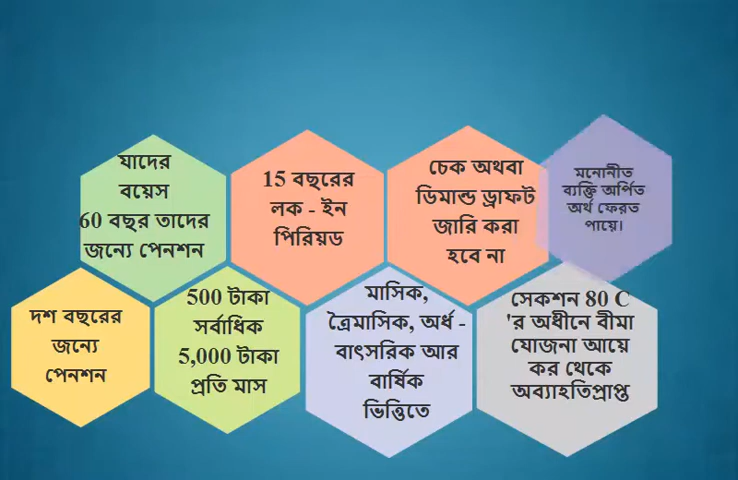 যাদের
বয়েস
60 বছর তাদের
জন্যে পেনশন
15 বছরের
লক - ইন
পিরিয়ড
চেক অথবা
ডিমান্ড ড্রাফট
জারি করা
হবে না
মনোনীত
ব্যক্তি অর্পিত
অর্থ ফেরত
পায়ে।
দশ বছরের
জন্যে
পেনশন
500 টাকা
সর্বাধিক
5,000 টাকা
প্রতি মাস
মাসিক,
ত্রৈমাসিক, অর্ধ -
বাৎসরিক আর
বার্ষিক
ভিত্তিতে
সেকশন 80 C
'র অধীনে বীমা
যোজনা আয়ে
কর থেকে
অব্যাহতিপ্রাপ্ত